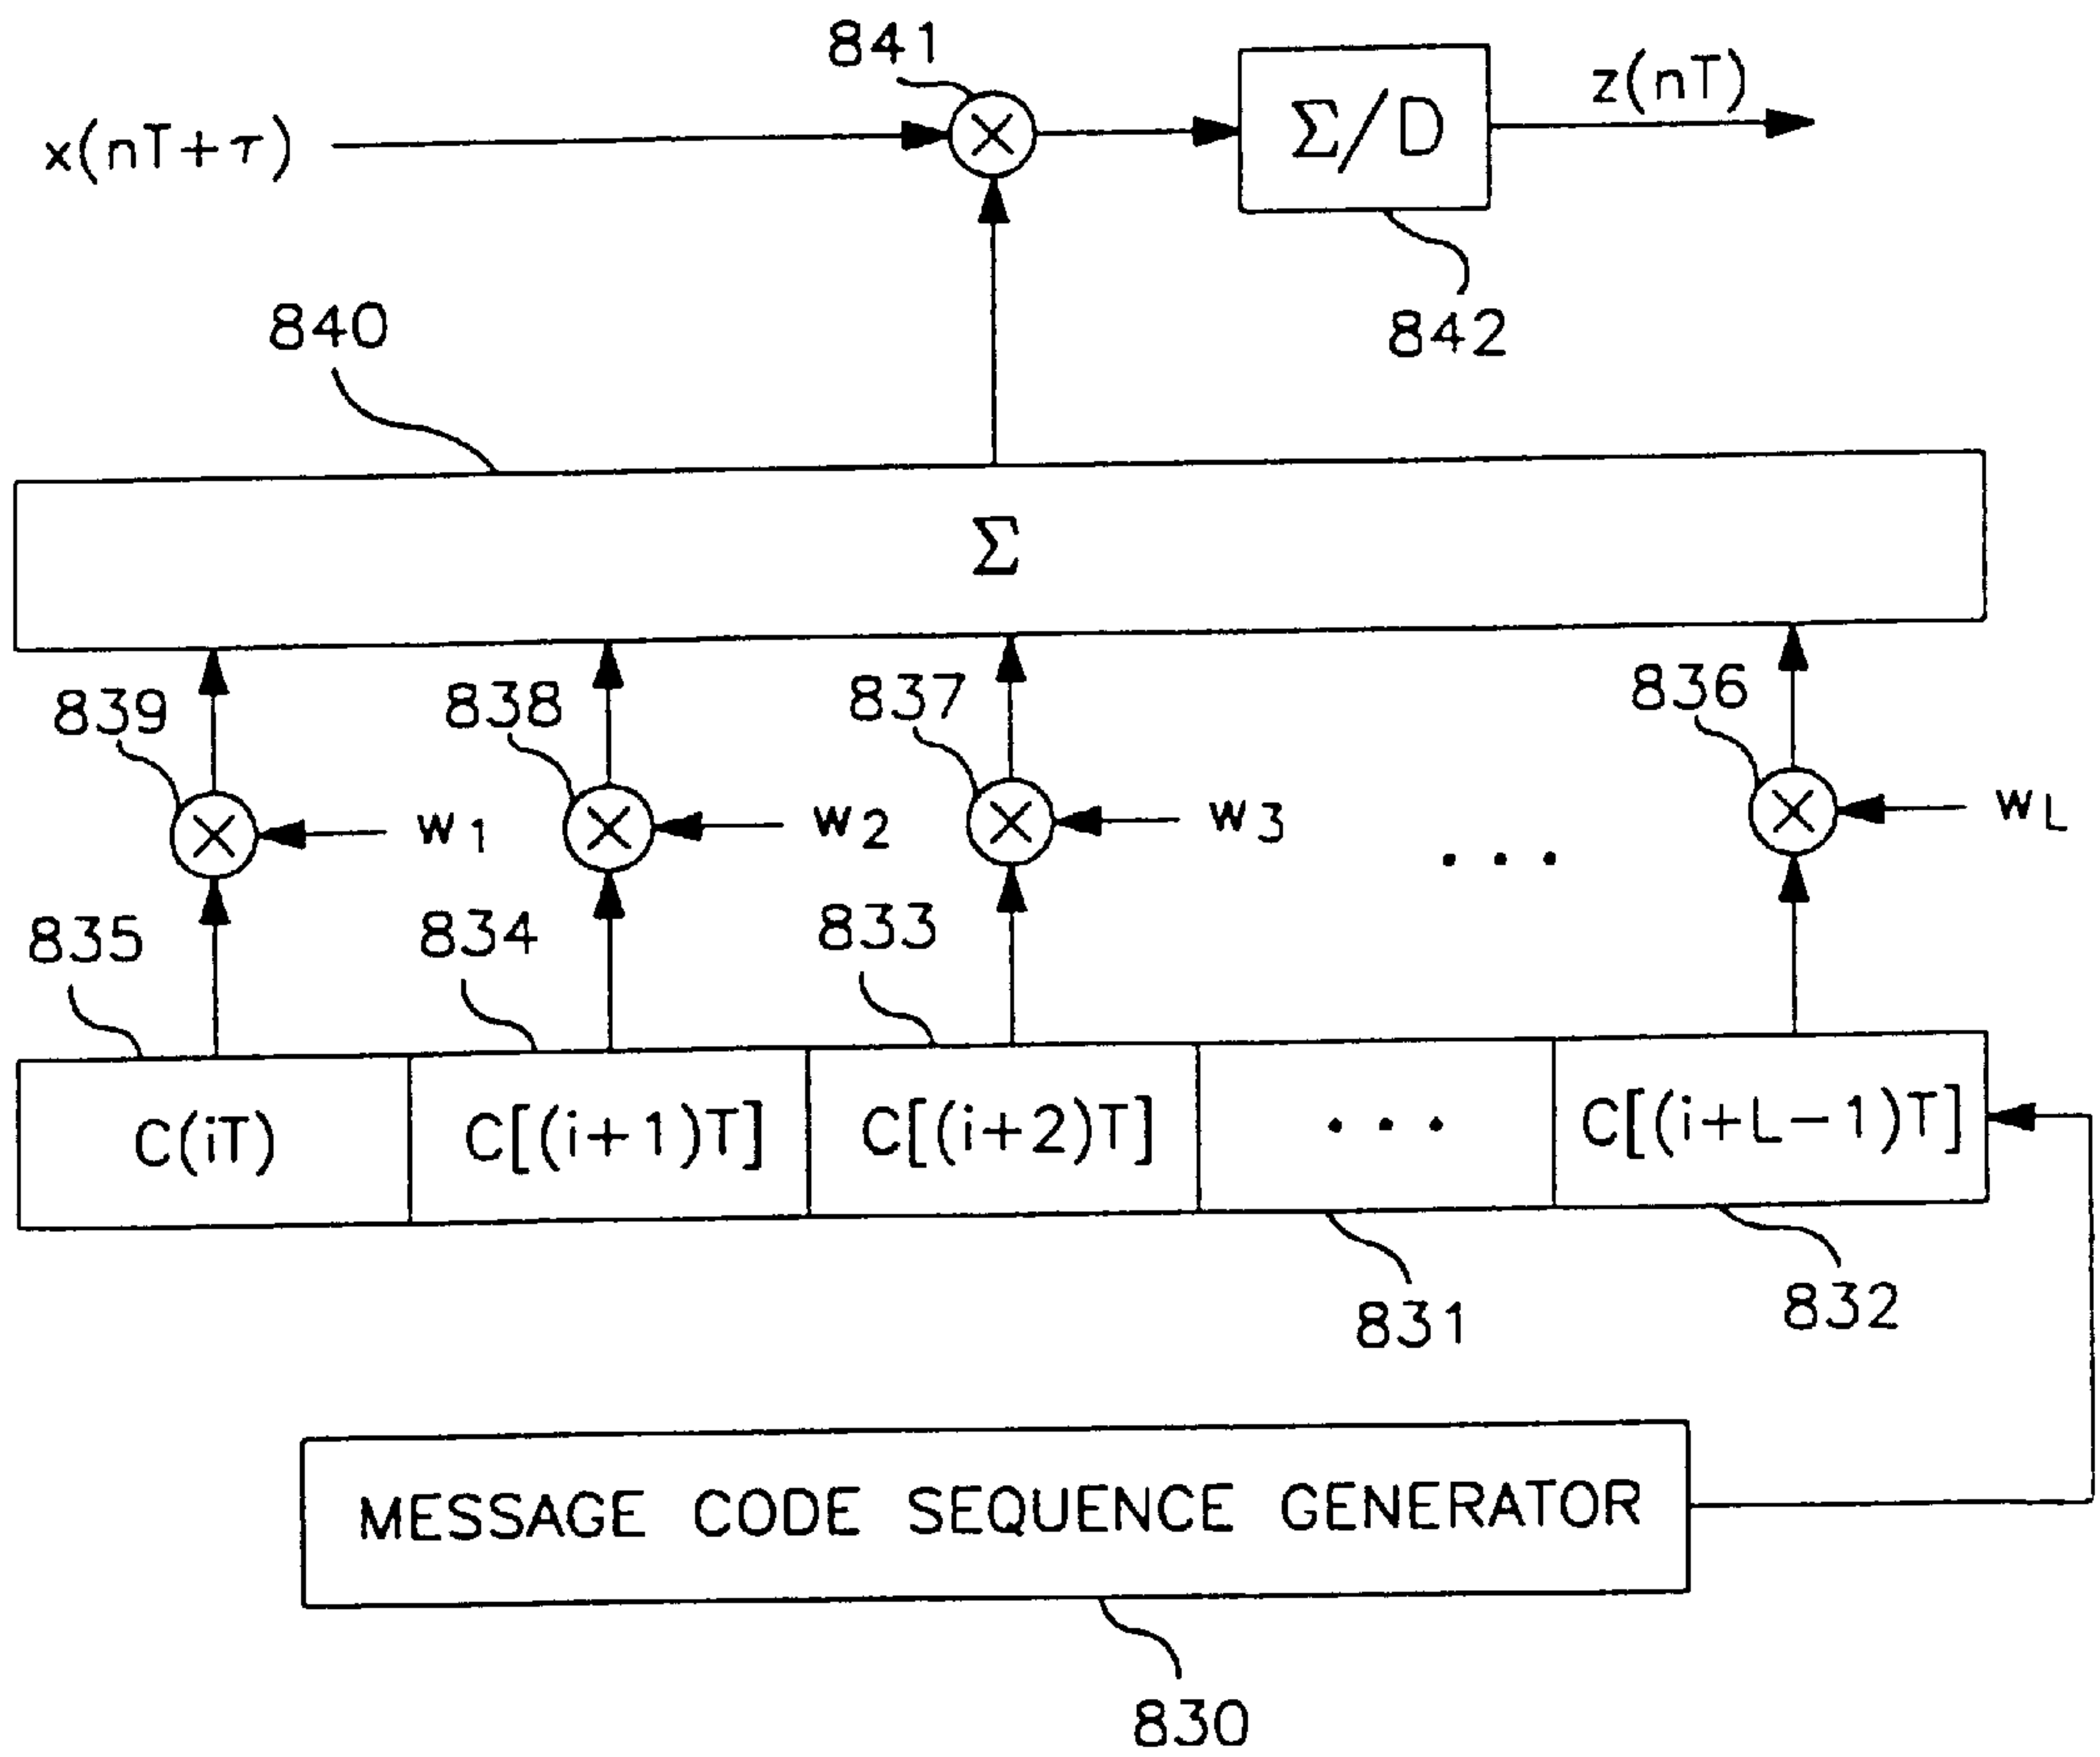 841
x(nT+τ)
Σ/D
z(nT)
842
840
Σ
839
838
837
836
w1
w2
w3
• • •
wL
835
834
833
C(iT)
C[(i+1)T]
C[(i+2)T]
• • •
C[(i+L−1)T]
831
832
MESSAGE CODE SEQUENCE GENERATOR
830